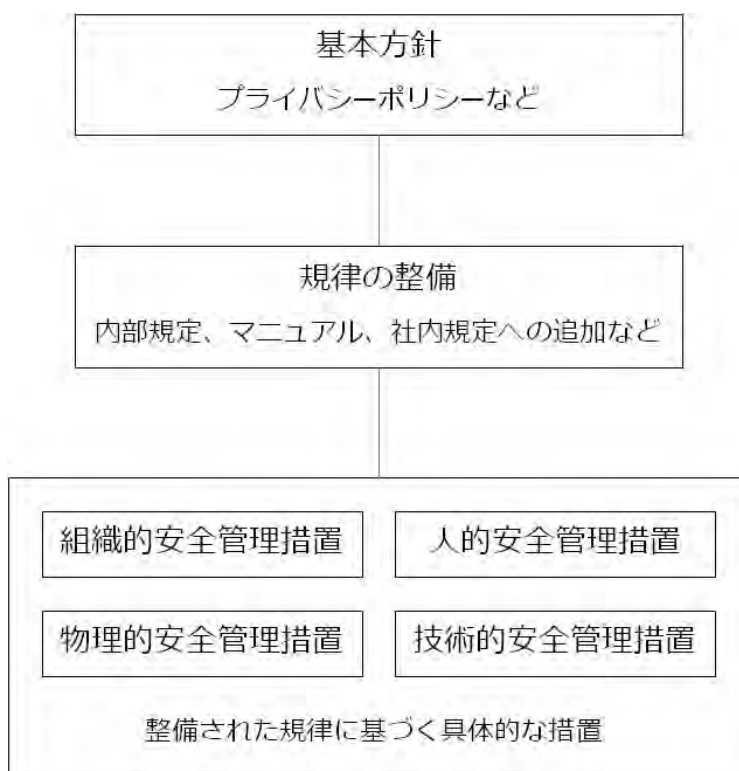 基本方針
プライバシーポリシーなど
規律の整備
内部規定、マニュアル、社内規定への追加など
組織的安全管理措置
人的安全管理措置
物理的安全管理措置
技術的安全管理措置
整備された規律に基づく具体的な措置